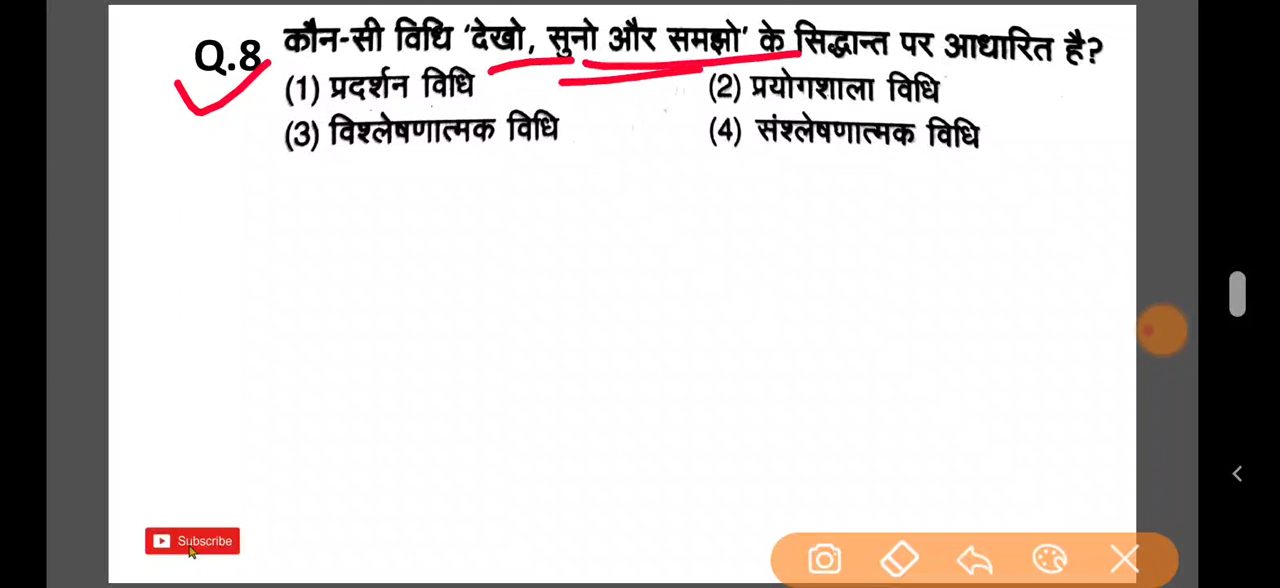 Q.8 कौन-सी विधि ‘देखो, सुनो और समझो’ के सिद्धान्त पर आधारित है?
(1) प्रदर्शन विधि (2) प्रयोगशाला विधि
(3) विश्लेषणात्मक विधि (4) संश्लेषणात्मक विधि
Subscribe